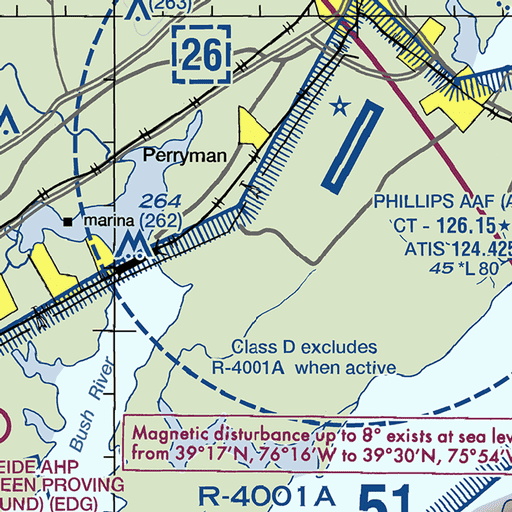 (263)
26
Perryman
264
marina (262)
PHILLIPS AAF (A
CT - 126.15★
ATIS 124.425
45 *L 80
Class D excludes
R-4001A when active
Bush River
Magnetic disturbance up to 8° exists at sea lev
from 39°17'N, 76°16'W to 39°30'N, 75°54'W
EIDE AHP
EEN PROVING
UND) (EDG)
R-4001A
51